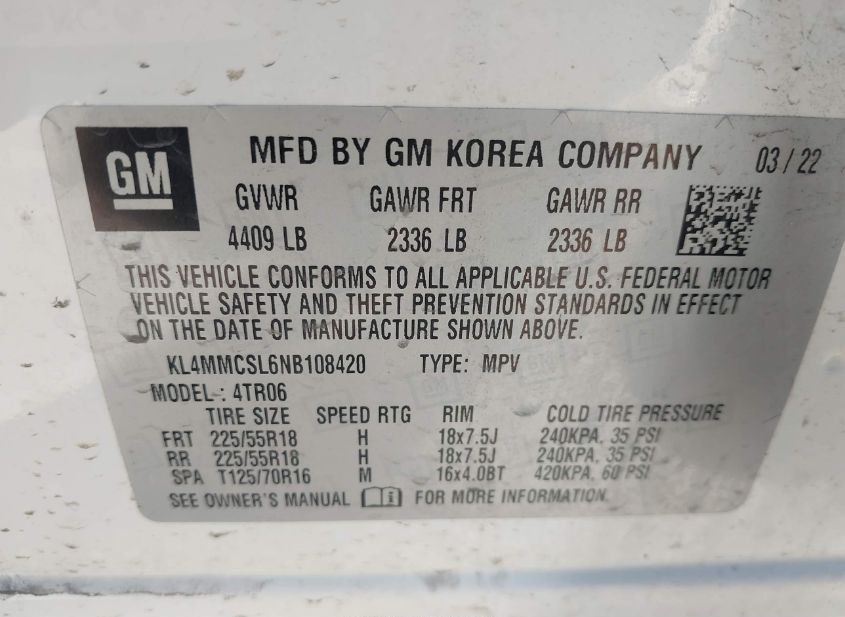 GM MFD BY GM KOREA COMPANY 03/22
GVWR GAWR FRT GAWR RR
4409 LB 2336 LB 2336 LB
THIS VEHICLE CONFORMS TO ALL APPLICABLE U.S. FEDERAL MOTOR
VEHICLE SAFETY AND THEFT PREVENTION STANDARDS IN EFFECT
ON THE DATE OF MANUFACTURE SHOWN ABOVE.
KL4MMCSL6NB108420 TYPE: MPV
MODEL: 4TR06
TIRE SIZE SPEED RTG RIM COLD TIRE PRESSURE
FRT 225/55R18 H 18x7.5J 240KPA, 35 PSI
RR 225/55R18 H 18x7.5J 240KPA, 35 PSI
SPA T125/70R16 M 16x4.0BT 420KPA, 60 PSI
SEE OWNER'S MANUAL FOR MORE INFORMATION.